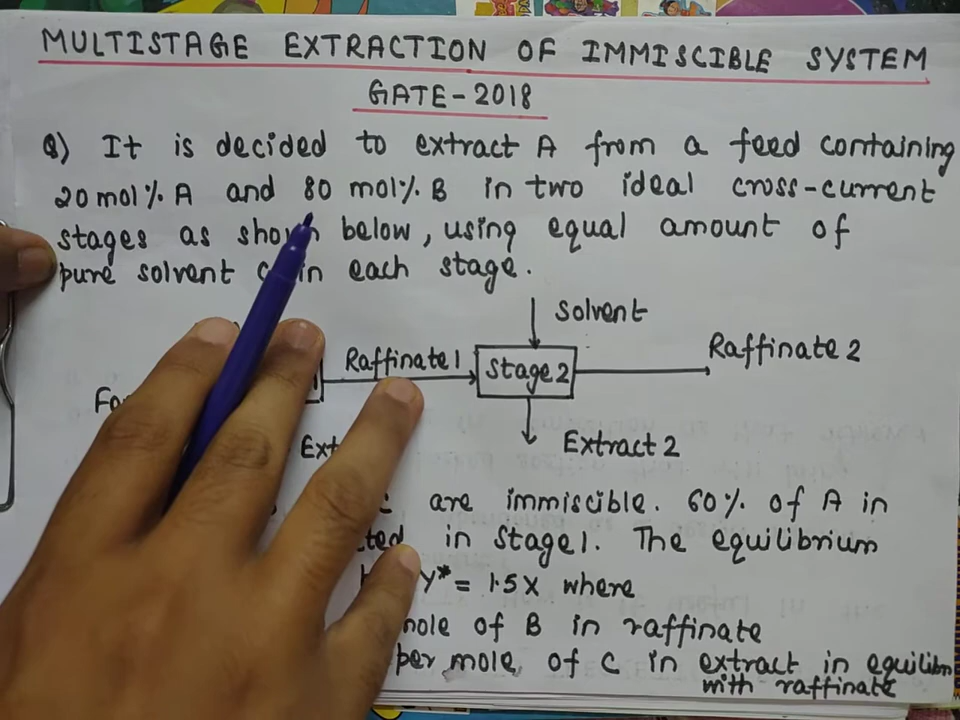 MULTISTAGE EXTRACTION OF IMMISCIBLE SYSTEM
GATE-2018
Q) It is decided to extract A from a feed containing
20 mol% A and 80 mol% B in two ideal cross-current
stages as shown below, using equal amount of
pure solvent in each stage.
Solvent
Raffinate 1
Stage 2
Raffinate 2
Extract 2
are immiscible. 60% of A in
in stage 1. The equilibrium
Y* = 1.5X where
mole of B in raffinate
per mole of C in extract in equilibm
with raffinate